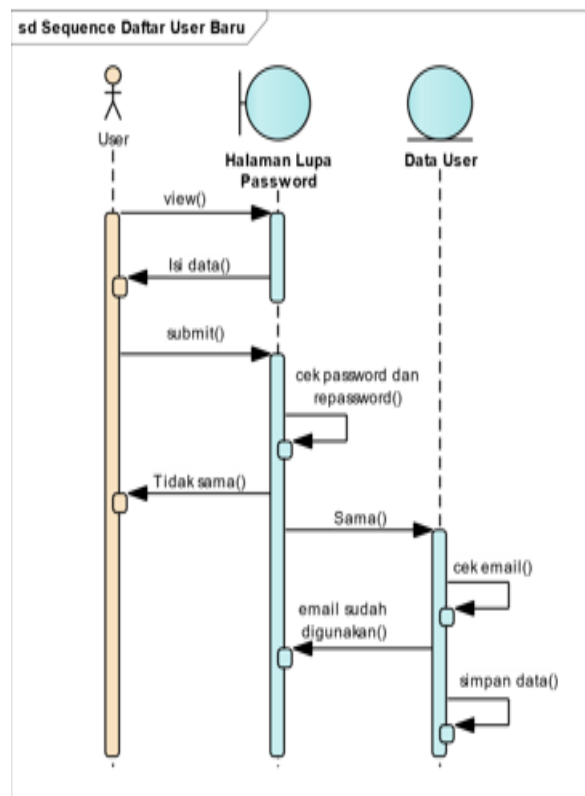 sd Sequence Daftar User Baru
User
Halaman Lupa
Password
Data User
view()
Isi data()
submit()
cek password dan
repassword()
Tidak sama()
Sama()
cek email()
email sudah
digunakan()
simpan data()